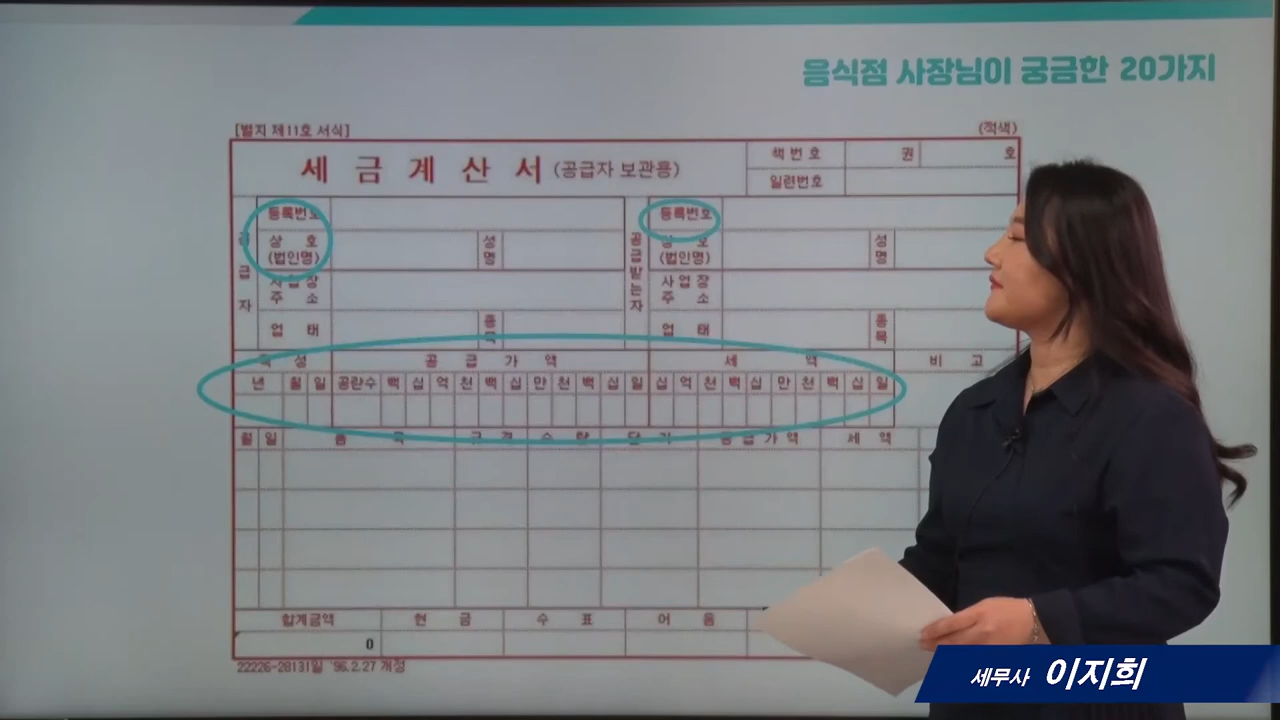 음식점 사장님이 궁금한 20가지
[별지 제11호 서식] (적색)
세 금 계 산 서 (공급자 보관용) 책 번 호 권 호
일련번호
공급자 등록번호 공급받는자 등록번호
상 호 (법인명) 성명 상 호 (법인명) 성명
사업장 주 소 사업장 주 소
업 태 종목 업 태 종목
작 성 공 급 가 액 세 액 비 고
년 월 일 공란수 백 십 억 천 백 십 만 천 백 십 일 십 억 천 백 십 만 천 백 십 일
월 일 품 목 규 격 수 량 단 가 공 급 가 액 세 액
합계금액 현 금 수 표 어 음
0
22226-28131일 '96.2.27 개정
세무사 이지희